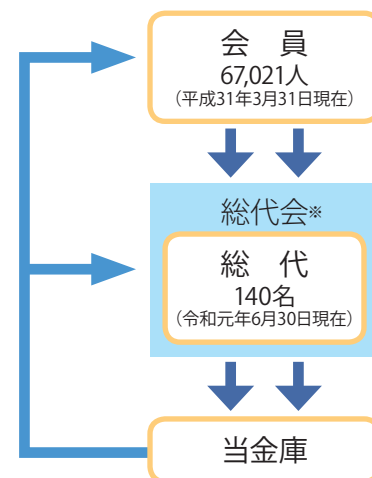 会　員
67,021人
（平成31年3月31日現在）
総代会※
総　代
140名
（令和元年6月30日現在）
当金庫